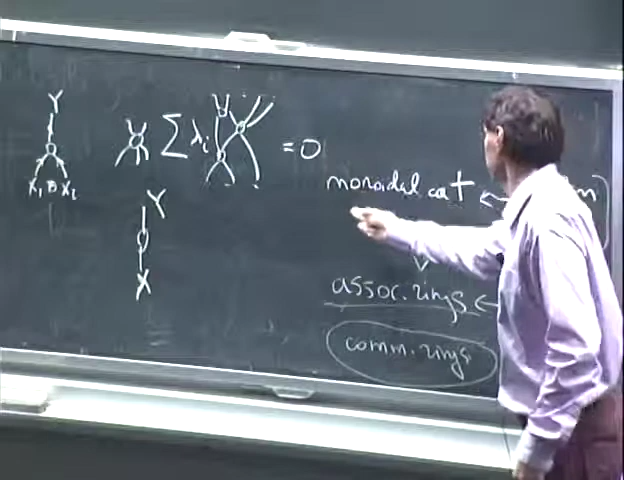 Y
X₁ ⊗ X₂
∑ λᵢ = 0
Y
X
monoidal cat
assoc. rings
comm. rings